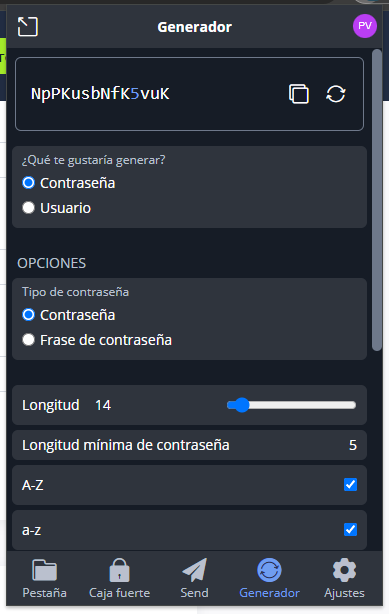 Generador
PV
NpPKusbNfK5vuK
¿Qué te gustaría generar?
Contraseña
Usuario
OPCIONES
Tipo de contraseña
Contraseña
Frase de contraseña
Longitud 14
Longitud mínima de contraseña 5
A-Z
a-z
Pestaña Caja fuerte Send Generador Ajustes